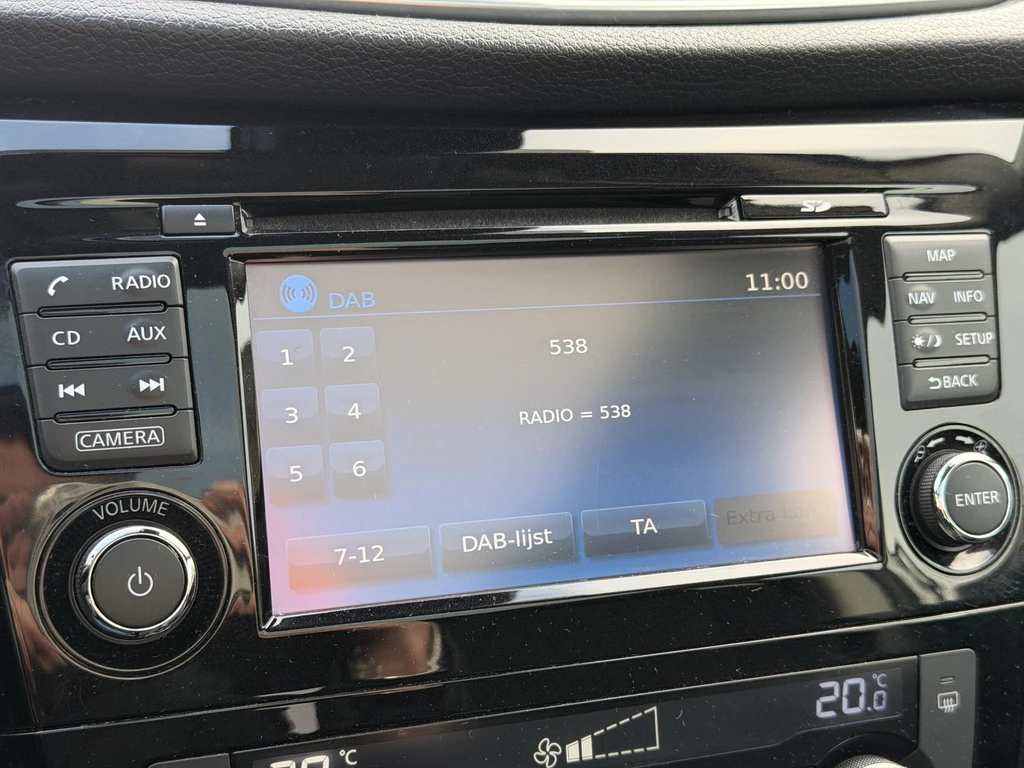 SD
RADIO
CD AUX
CAMERA
VOLUME
DAB 11:00
1 2
3 4
5 6
538
RADIO = 538
7-12 DAB-lijst TA Extra
MAP
NAV INFO
SETUP
BACK
ENTER
20.0 °C
°C